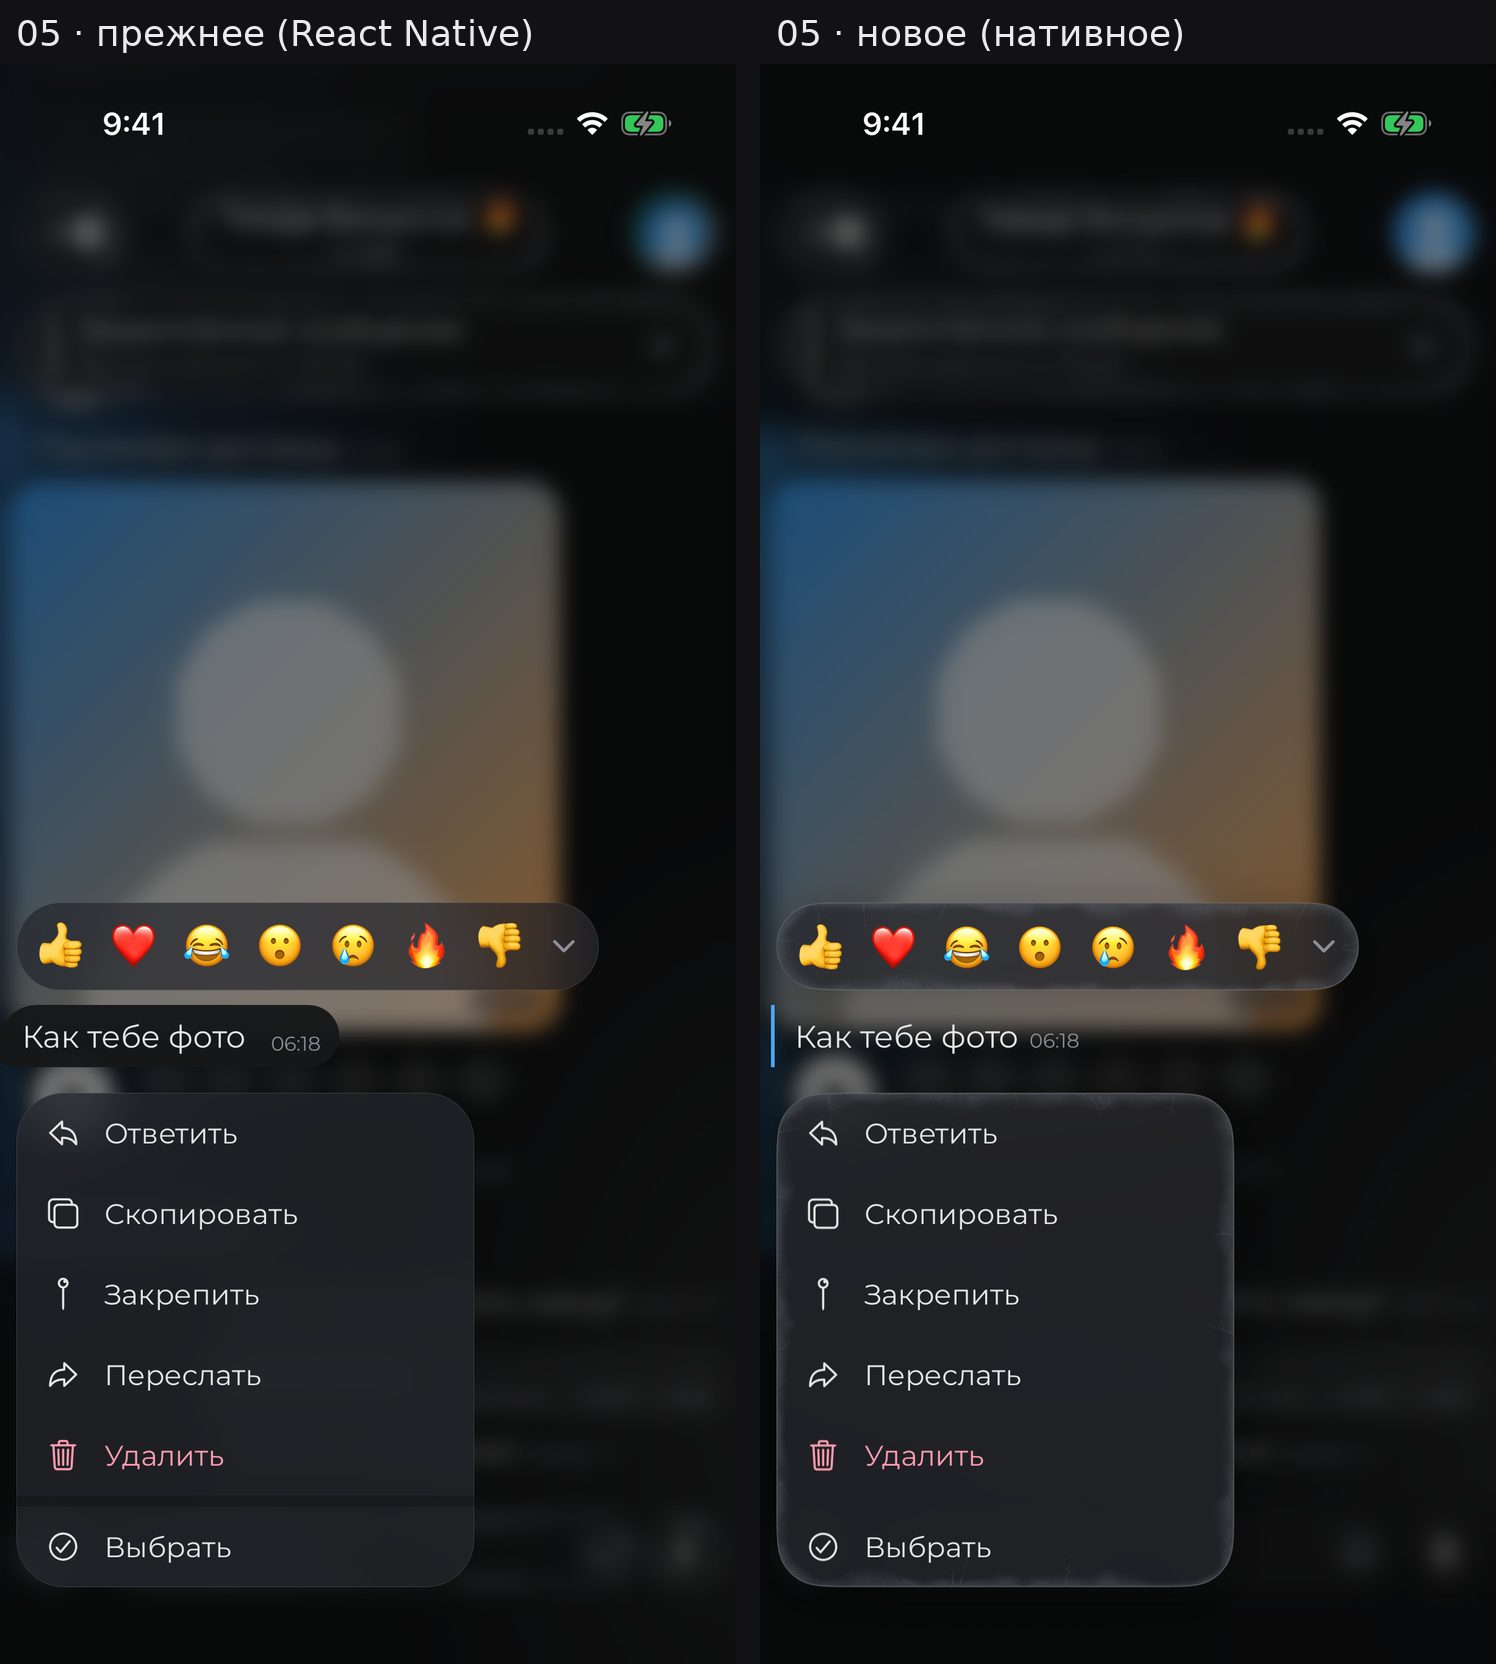 05 · прежнее (React Native)
9:41
Как тебе фото 06:18
Ответить
Скопировать
Закрепить
Переслать
Удалить
Выбрать
05 · новое (нативное)
9:41
Как тебе фото 06:18
Ответить
Скопировать
Закрепить
Переслать
Удалить
Выбрать